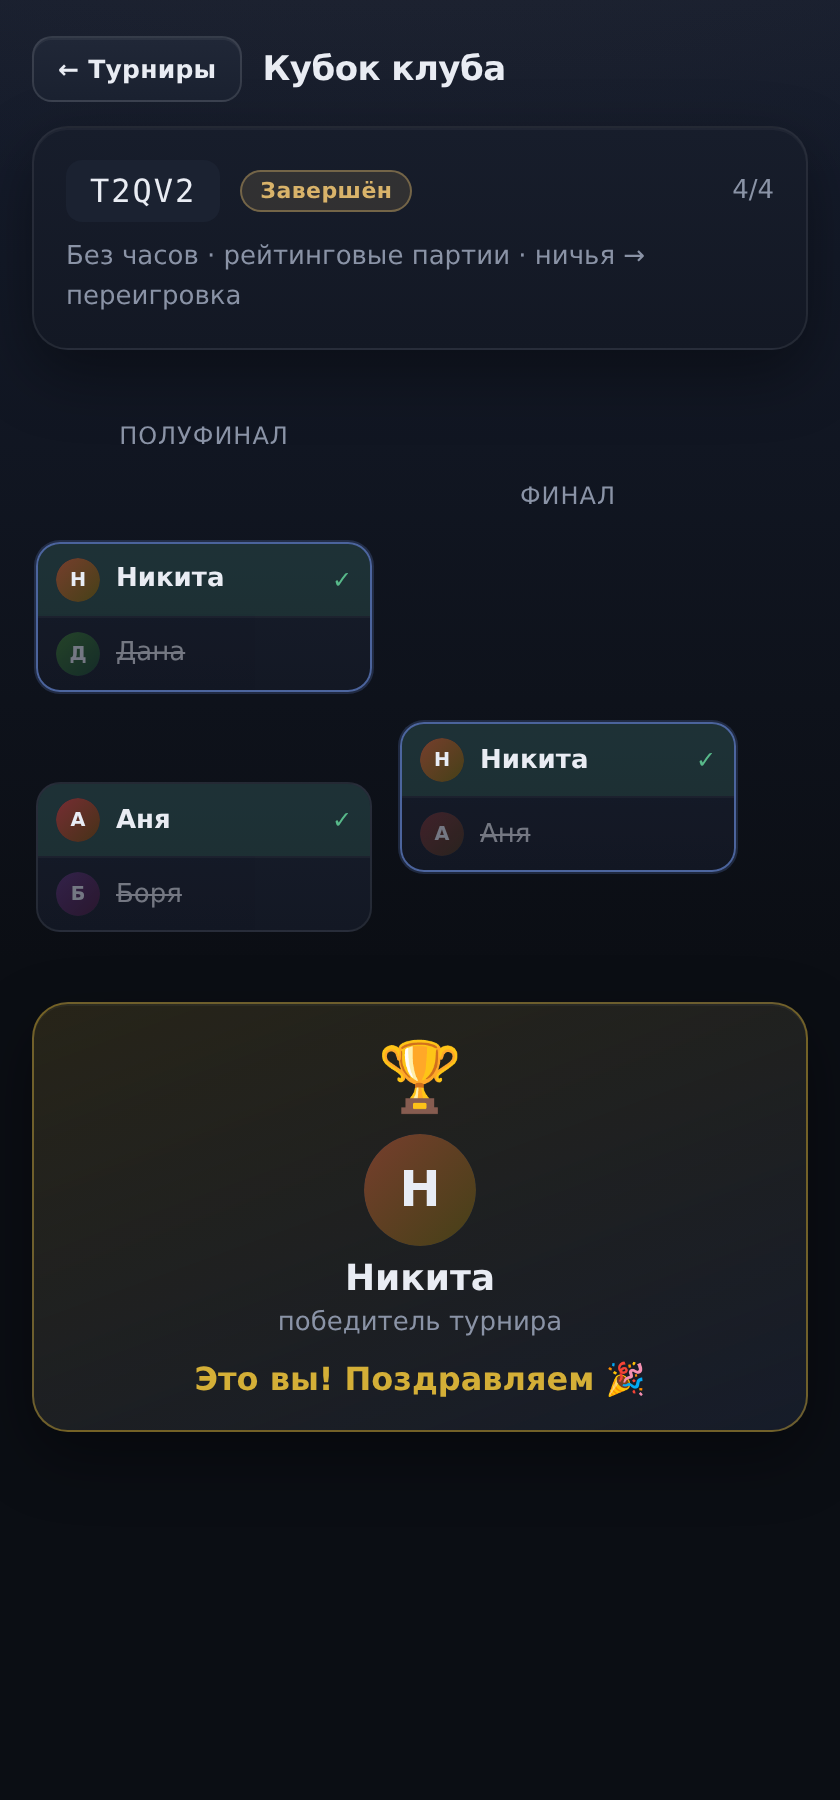 ← Турниры
Кубок клуба
T2QV2
Завершён
4/4
Без часов · рейтинговые партии · ничья →
переигровка
ПОЛУФИНАЛ
ФИНАЛ
Н Никита ✓
Д Дана
Н Никита ✓
А Аня
А Аня ✓
Б Боря
Н
Никита
победитель турнира
Это вы! Поздравляем 🎉